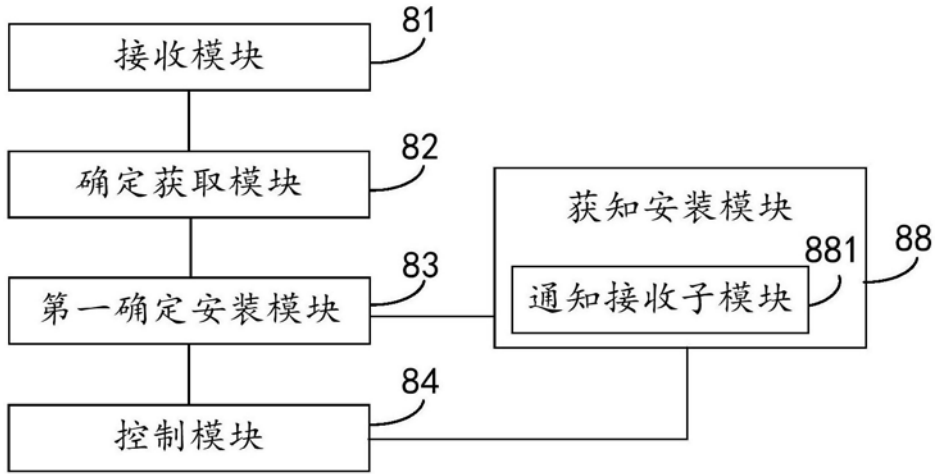 81
接收模块
82
确定获取模块
获知安装模块
88
881
通知接收子模块
83
第一确定安装模块
84
控制模块